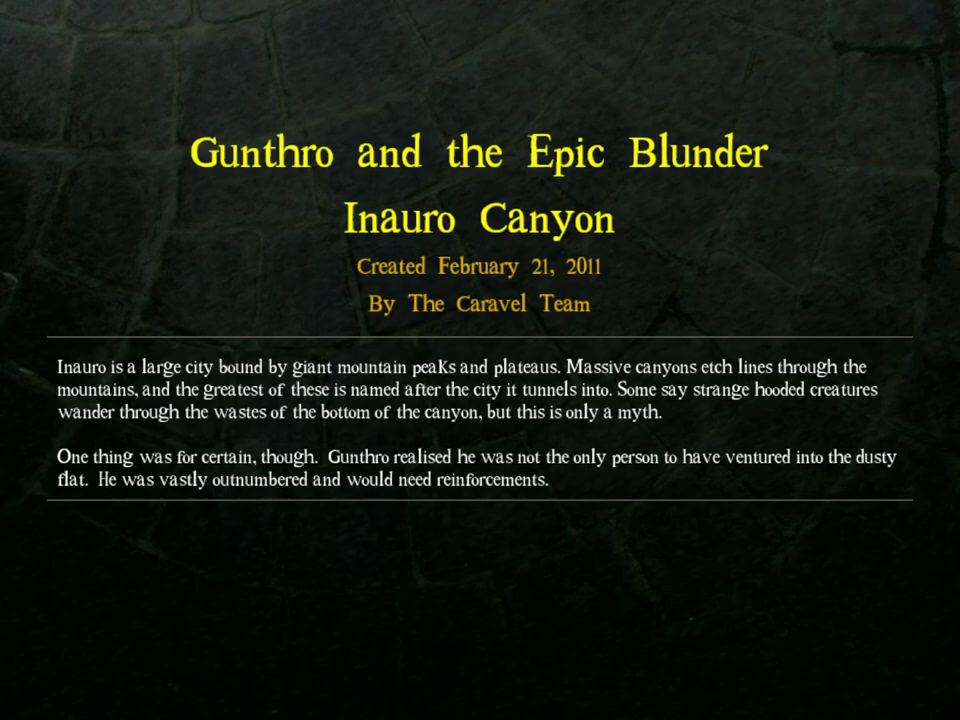 Gunthro and the Epic Blunder
Inauro Canyon
Created February 21, 2011
By The Caravel Team
Inauro is a large city bound by giant mountain peaks and plateaus. Massive canyons etch lines through the
mountains, and the greatest of these is named after the city it tunnels into. Some say strange hooded creatures
wander through the wastes of the bottom of the canyon, but this is only a myth.
One thing was for certain, though.  Gunthro realised he was not the only person to have ventured into the dusty
flat.  He was vastly outnumbered and would need reinforcements.